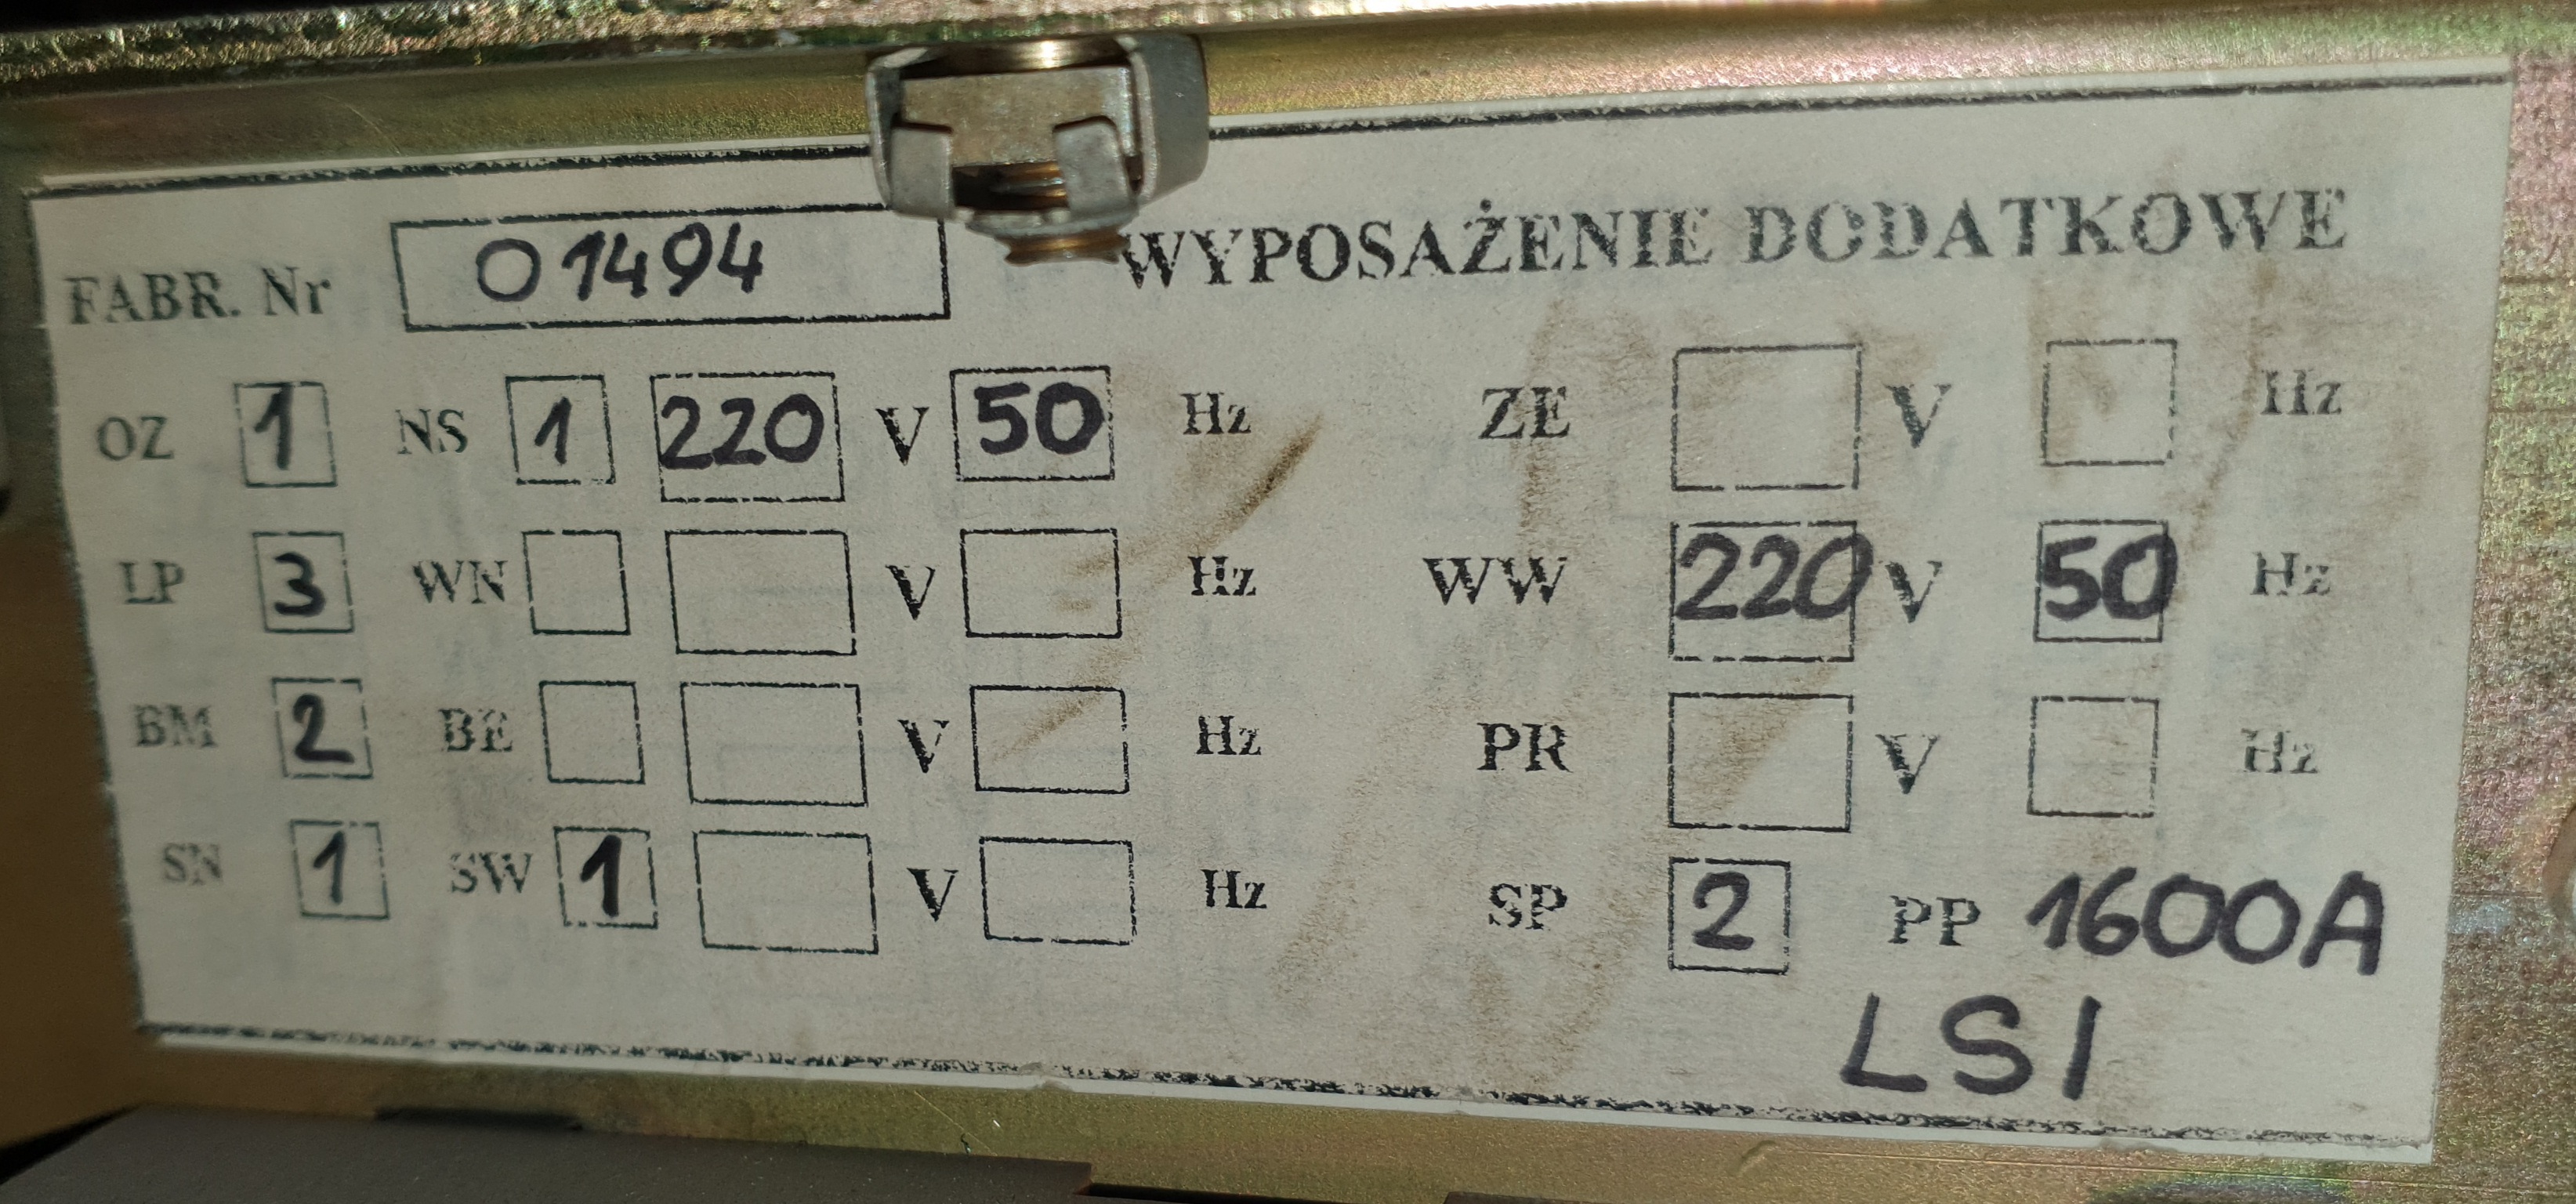 FABR. Nr 01494 WYPOSAŻENIE DODATKOWE
OZ 1 NS 1 220 V 50 Hz ZE V Hz
LP 3 WN V Hz WW 220 V 50 Hz
BM 2 BE V Hz PR V Hz
SN 1 SW 1 V Hz SP 2 PP 1600A
LSI